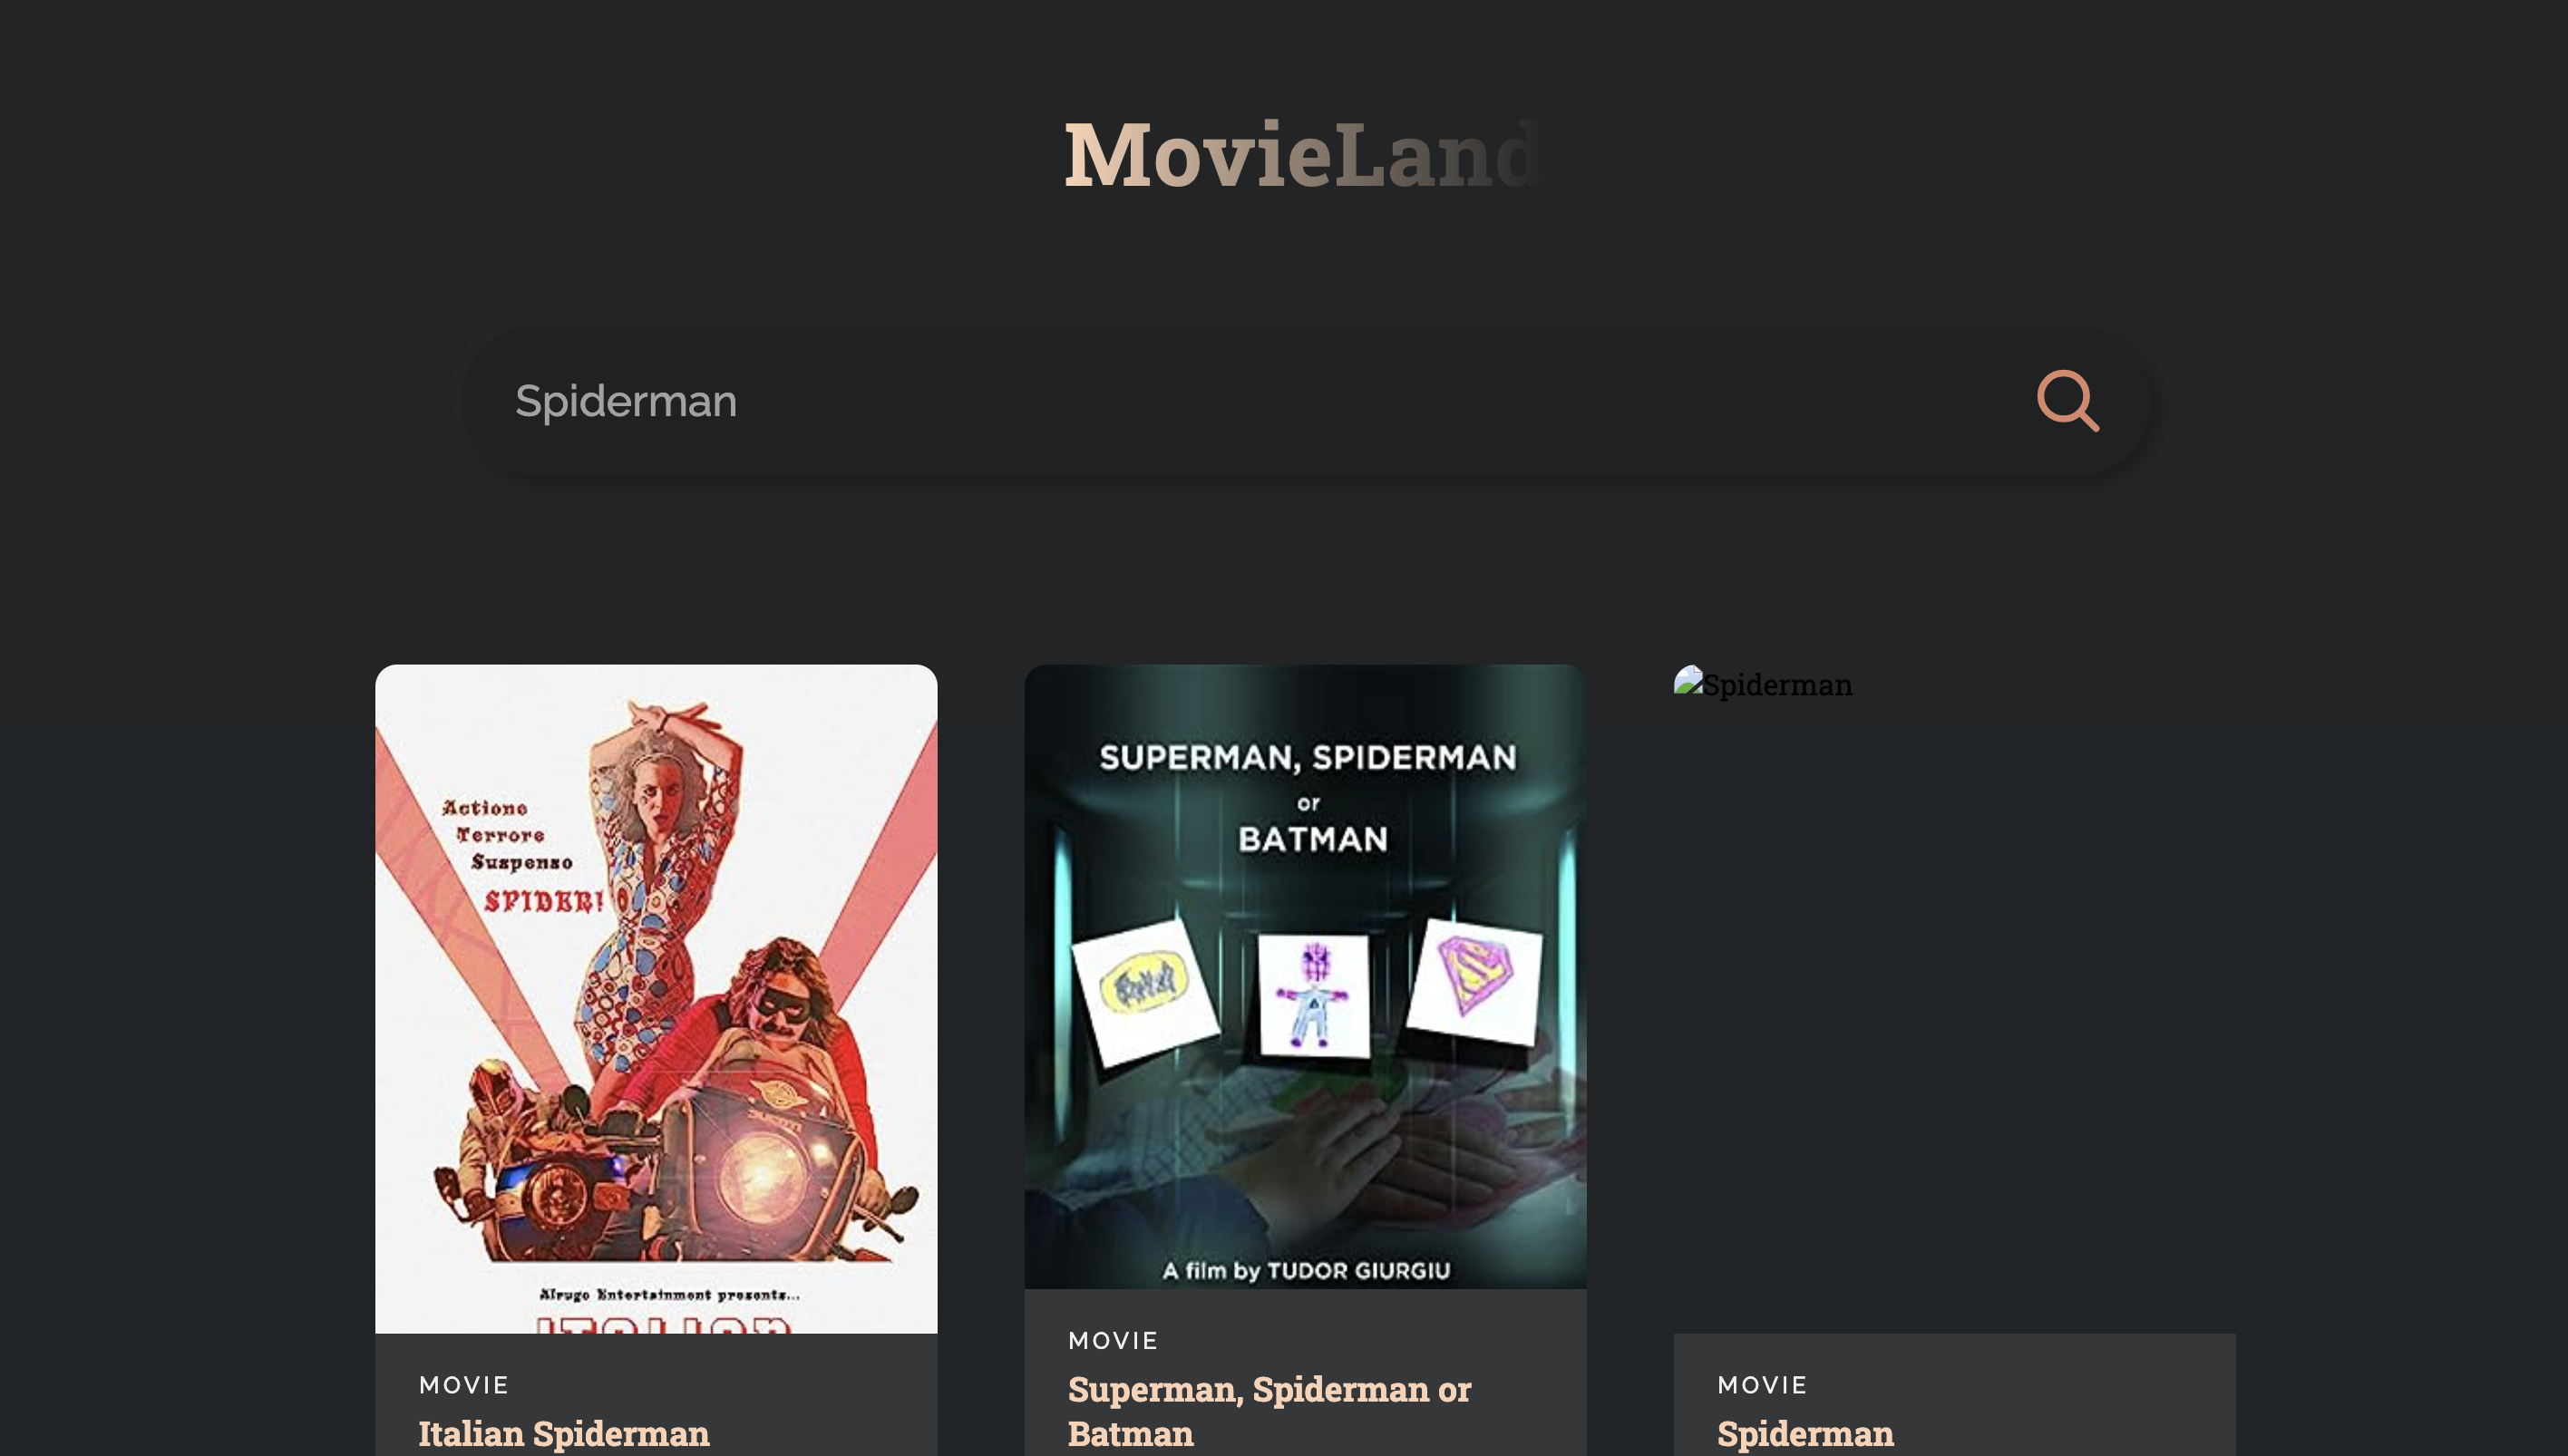 MovieLand
Spiderman
Actione
Terrore
Suspenso
SPIDER!
Alrugo Entertainment presents...
ITALIAN
SUPERMAN, SPIDERMAN
or
BATMAN
A film by TUDOR GIURGIU
Spiderman
MOVIE
Italian Spiderman
MOVIE
Superman, Spiderman or
Batman
MOVIE
Spiderman